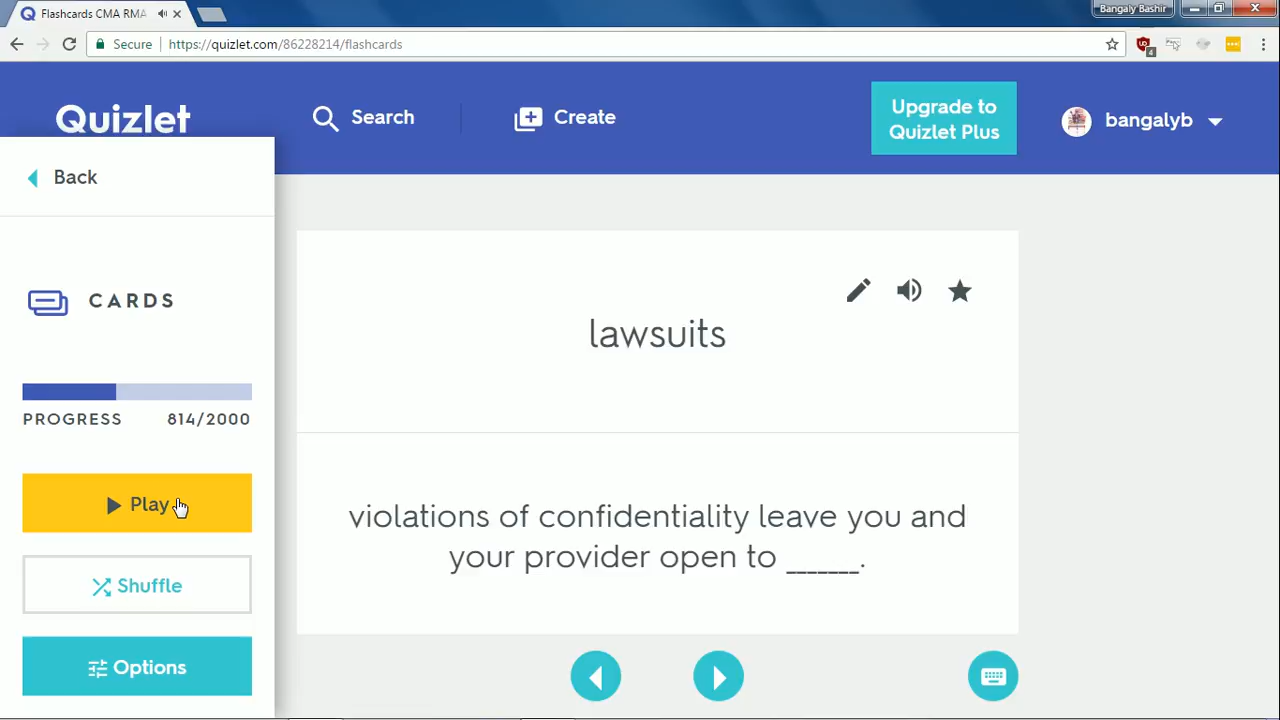 Flashcards CMA RMA
Bangaly Bashir
Secure
https://quizlet.com/86228214/flashcards
4
Quizlet
Search
Create
Upgrade to
Quizlet Plus
bangalyb
Back
CARDS
PROGRESS 814/2000
Play
Shuffle
Options
lawsuits
violations of confidentiality leave you and
your provider open to _______.